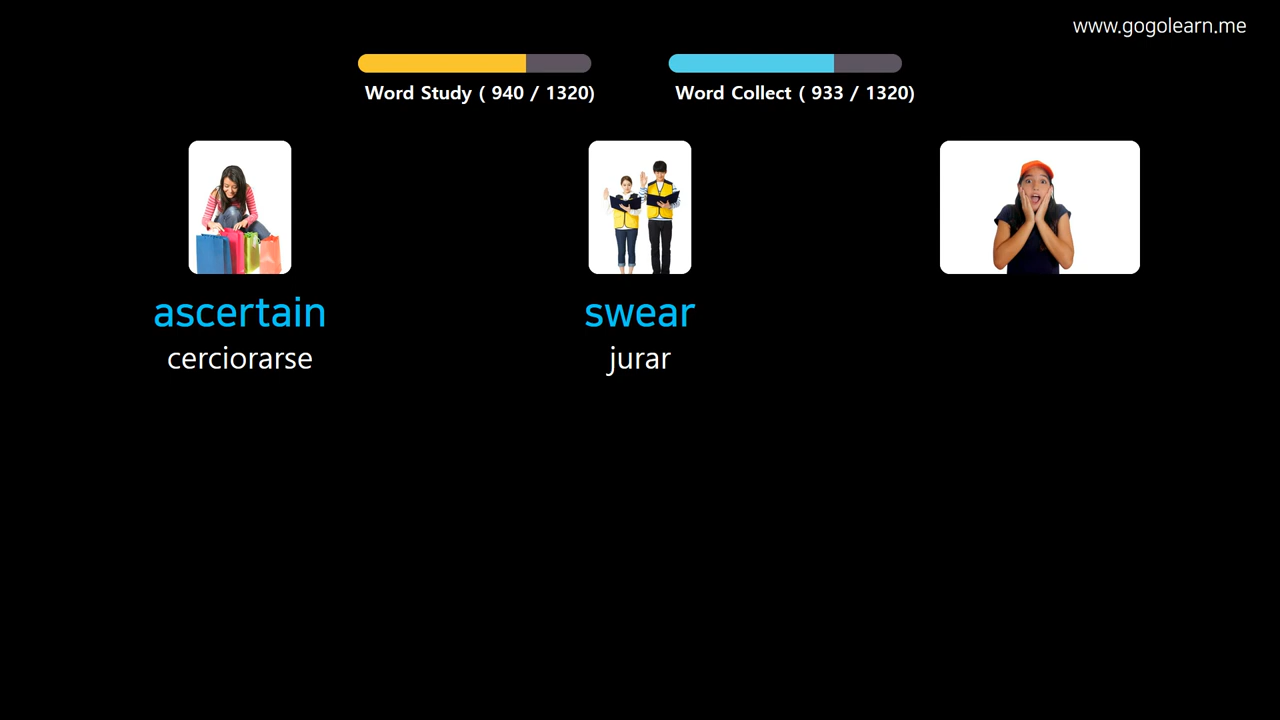 www.gogolearn.me
Word Study ( 940 / 1320)
Word Collect ( 933 / 1320)
ascertain
cerciorarse
swear
jurar